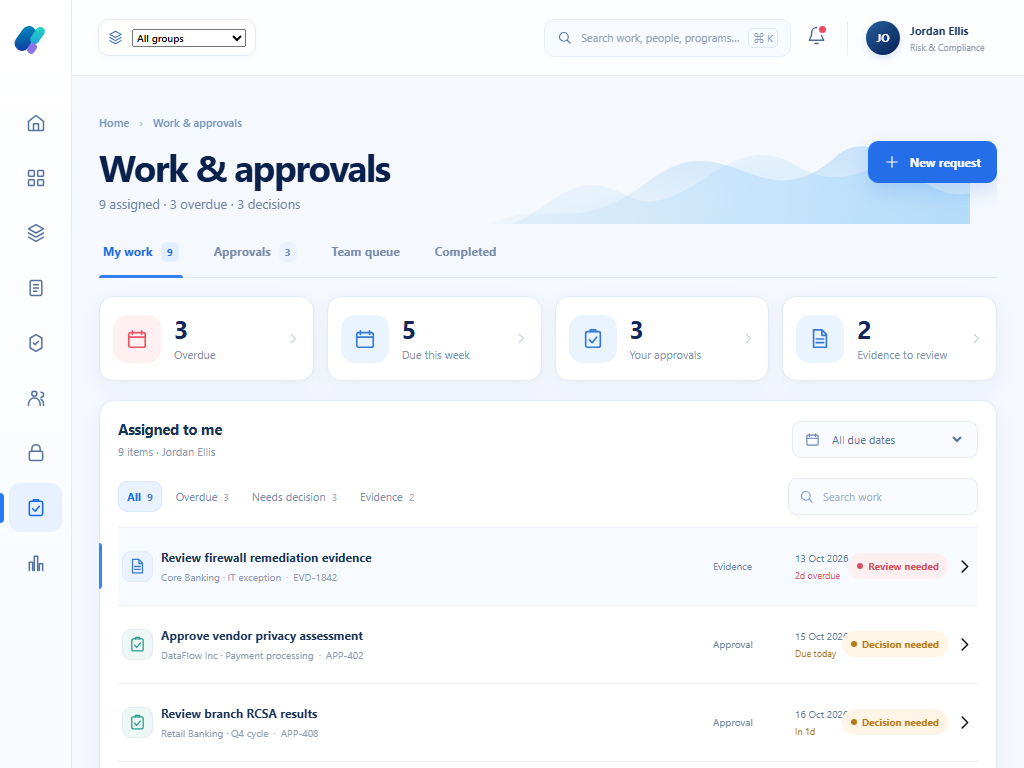 All groups
Search work, people, programs... ⌘ K
JO
Jordan Ellis
Risk & Compliance
Home › Work & approvals
Work & approvals
9 assigned · 3 overdue · 3 decisions
New request
My work 9 Approvals 3 Team queue Completed
3
Overdue
5
Due this week
3
Your approvals
2
Evidence to review
Assigned to me
9 items · Jordan Ellis
All due dates
All 9 Overdue 3 Needs decision 3 Evidence 2
Search work
Review firewall remediation evidence
Core Banking · IT exception · EVD-1842
Evidence
13 Oct 2026
2d overdue
Review needed
Approve vendor privacy assessment
DataFlow Inc · Payment processing · APP-402
Approval
15 Oct 2026
Due today
Decision needed
Review branch RCSA results
Retail Banking · Q4 cycle · APP-408
Approval
16 Oct 2026
In 1d
Decision needed